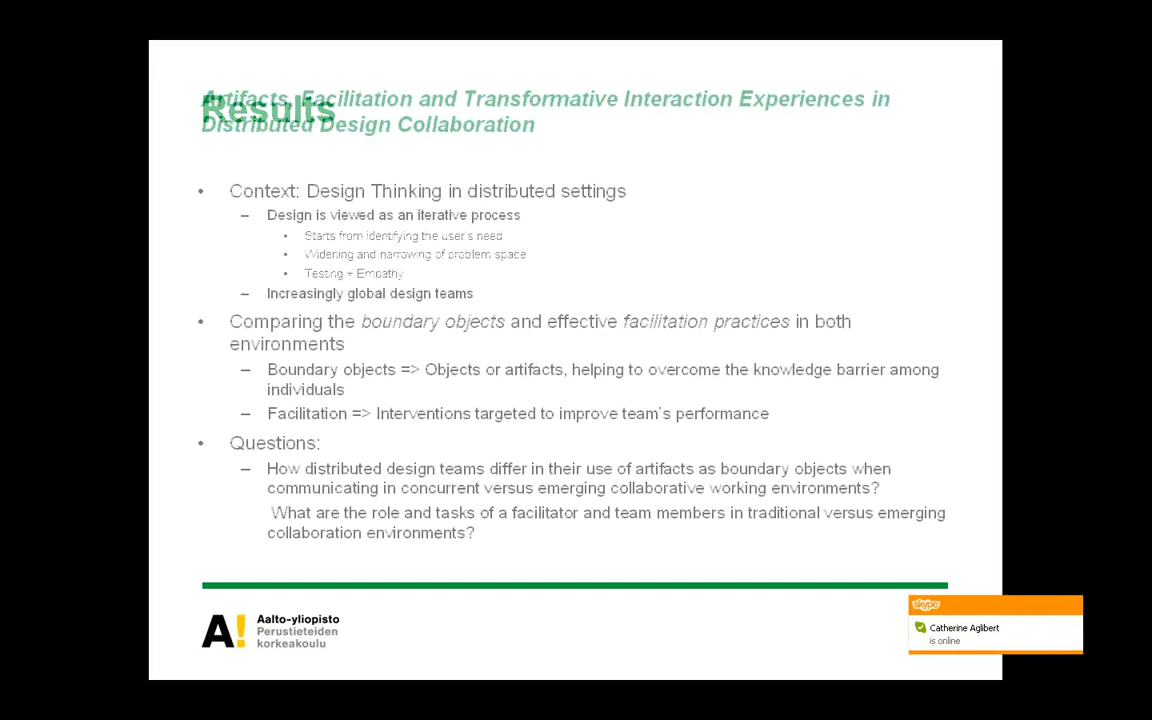 Artifacts, Facilitation and Transformative Interaction Experiences in
Distributed Design Collaboration
Results
• Context: Design Thinking in distributed settings
– Design is viewed as an iterative process
• Starts from identifying the user's need
• Widening and narrowing of problem space
• Testing + Empathy
– Increasingly global design teams
• Comparing the boundary objects and effective facilitation practices in both
environments
– Boundary objects => Objects or artifacts, helping to overcome the knowledge barrier among
individuals
– Facilitation => Interventions targeted to improve team's performance
• Questions:
– How distributed design teams differ in their use of artifacts as boundary objects when
communicating in concurrent versus emerging collaborative working environments?
What are the role and tasks of a facilitator and team members in traditional versus emerging
collaboration environments?
A! Aalto-yliopisto
Perustieteiden
korkeakoulu
skype
Catherine Aglibert
is online